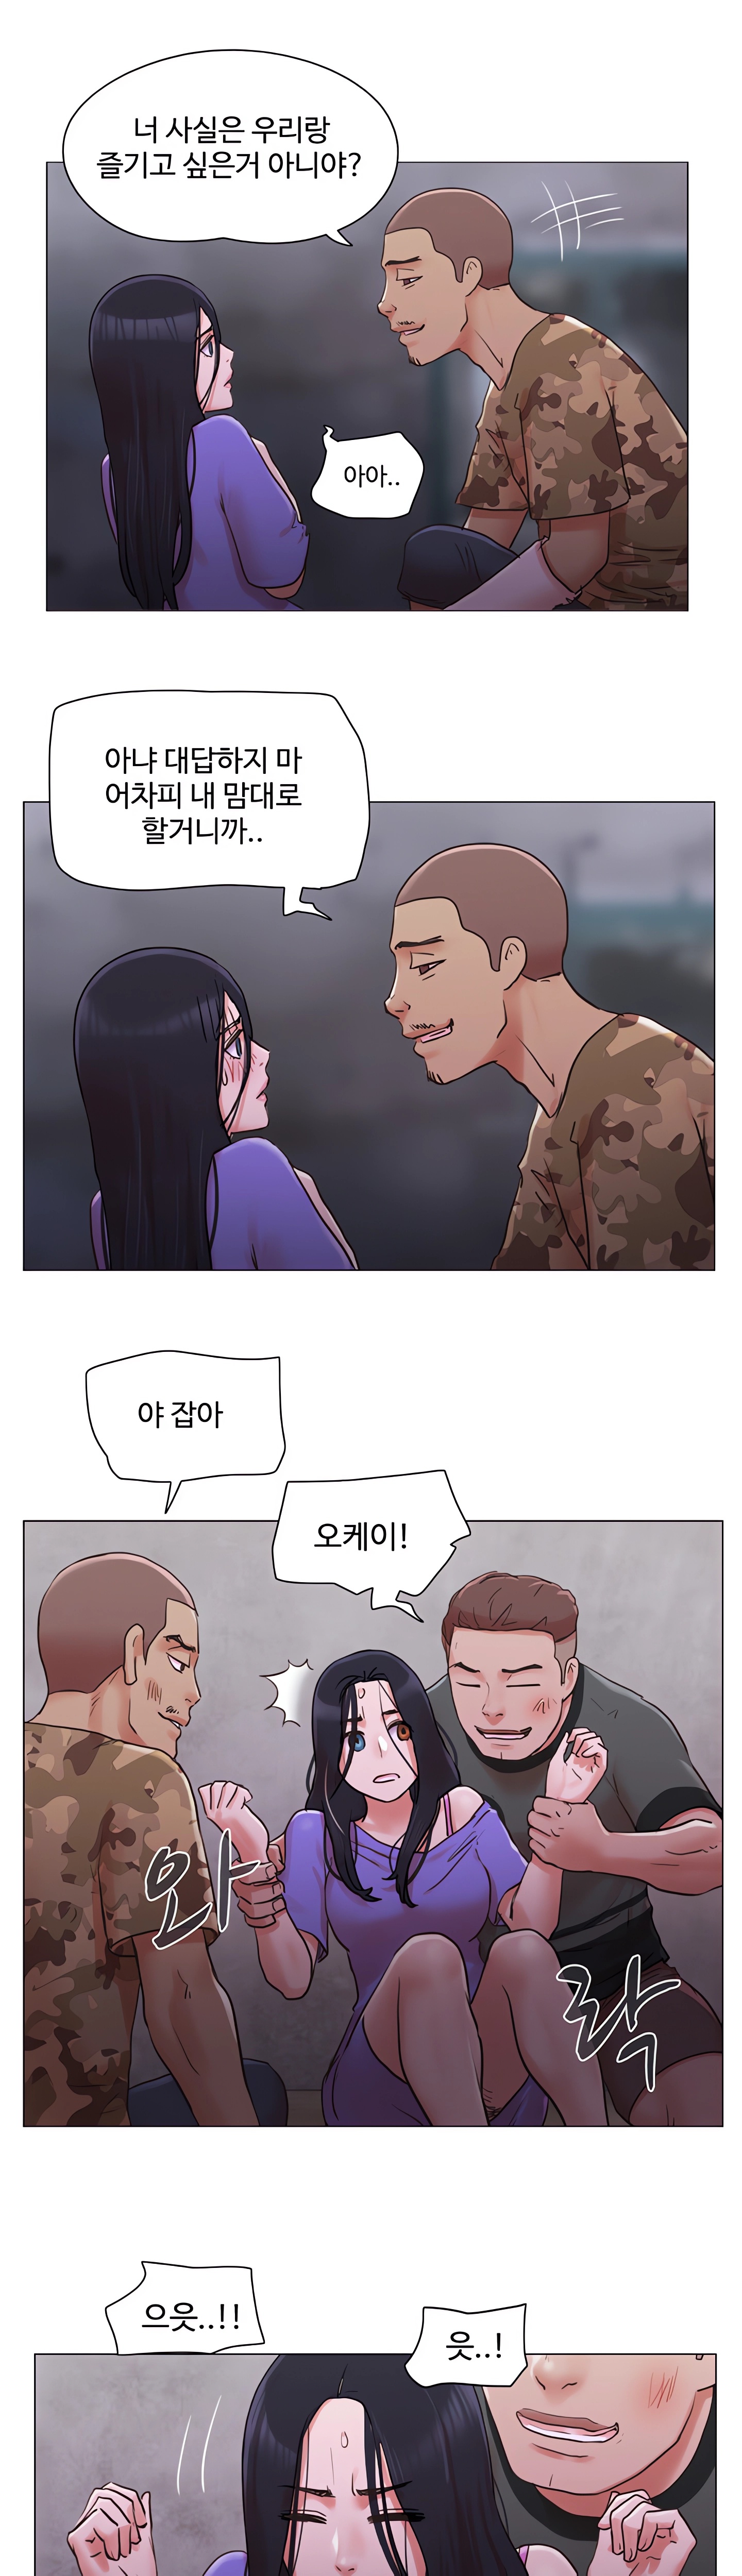 너 사실은 우리랑
즐기고 싶은거 아니야?
아아..
아냐 대답하지 마
어차피 내 맘대로
할거니까..
야 잡아
오케이!
와
락
으읏..!!
읏..!